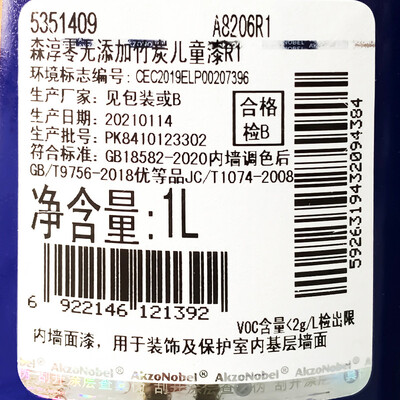 5351409 A8206R1
森淳零元添加竹炭儿童漆R1
环境标志编号: CEC2019ELP00207396
生产厂家: 见包装或B
生产日期: 20210114
生产批号: PK8410123302
合格
检B
符合标准: GB18582-2020内墙调色后
GB/T9756-2018优等品JC/T1074-2008
净含量:1L
5926319432094384
6 922146 121392
VOC含量<2g/L检出限
内墙面漆，用于装饰及保护室内基层墙面
AkzoNobel AkzoNobel AkzoNobel AkzoNobel